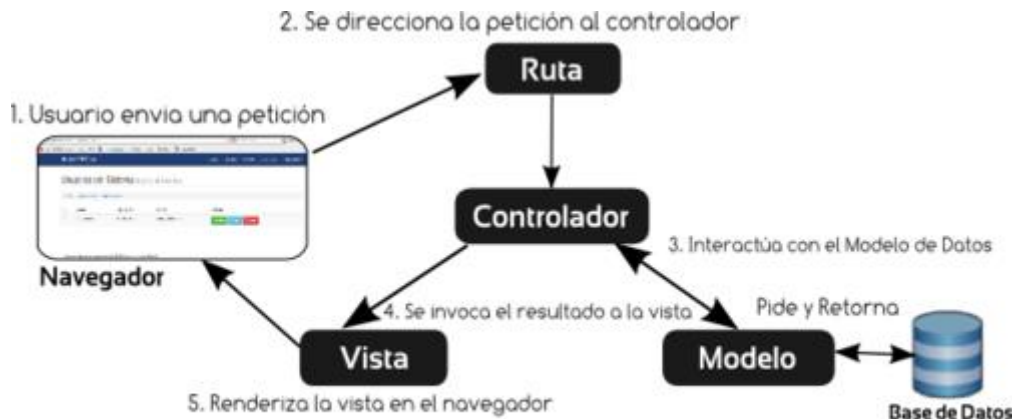 2. Se direcciona la petición al controlador
Ruta
1. Usuario envia una petición
Controlador
3. Interactúa con el Modelo de Datos
Navegador
4. Se invoca el resultado a la vista
Pide y Retorna
Vista
Modelo
5. Renderiza la vista en el navegador
Base de Datos